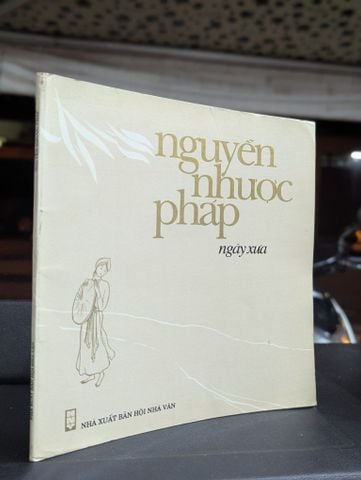 nguyễn
nhược
pháp
ngày xưa
NHÀ XUẤT BẢN HỘI NHÀ VĂN